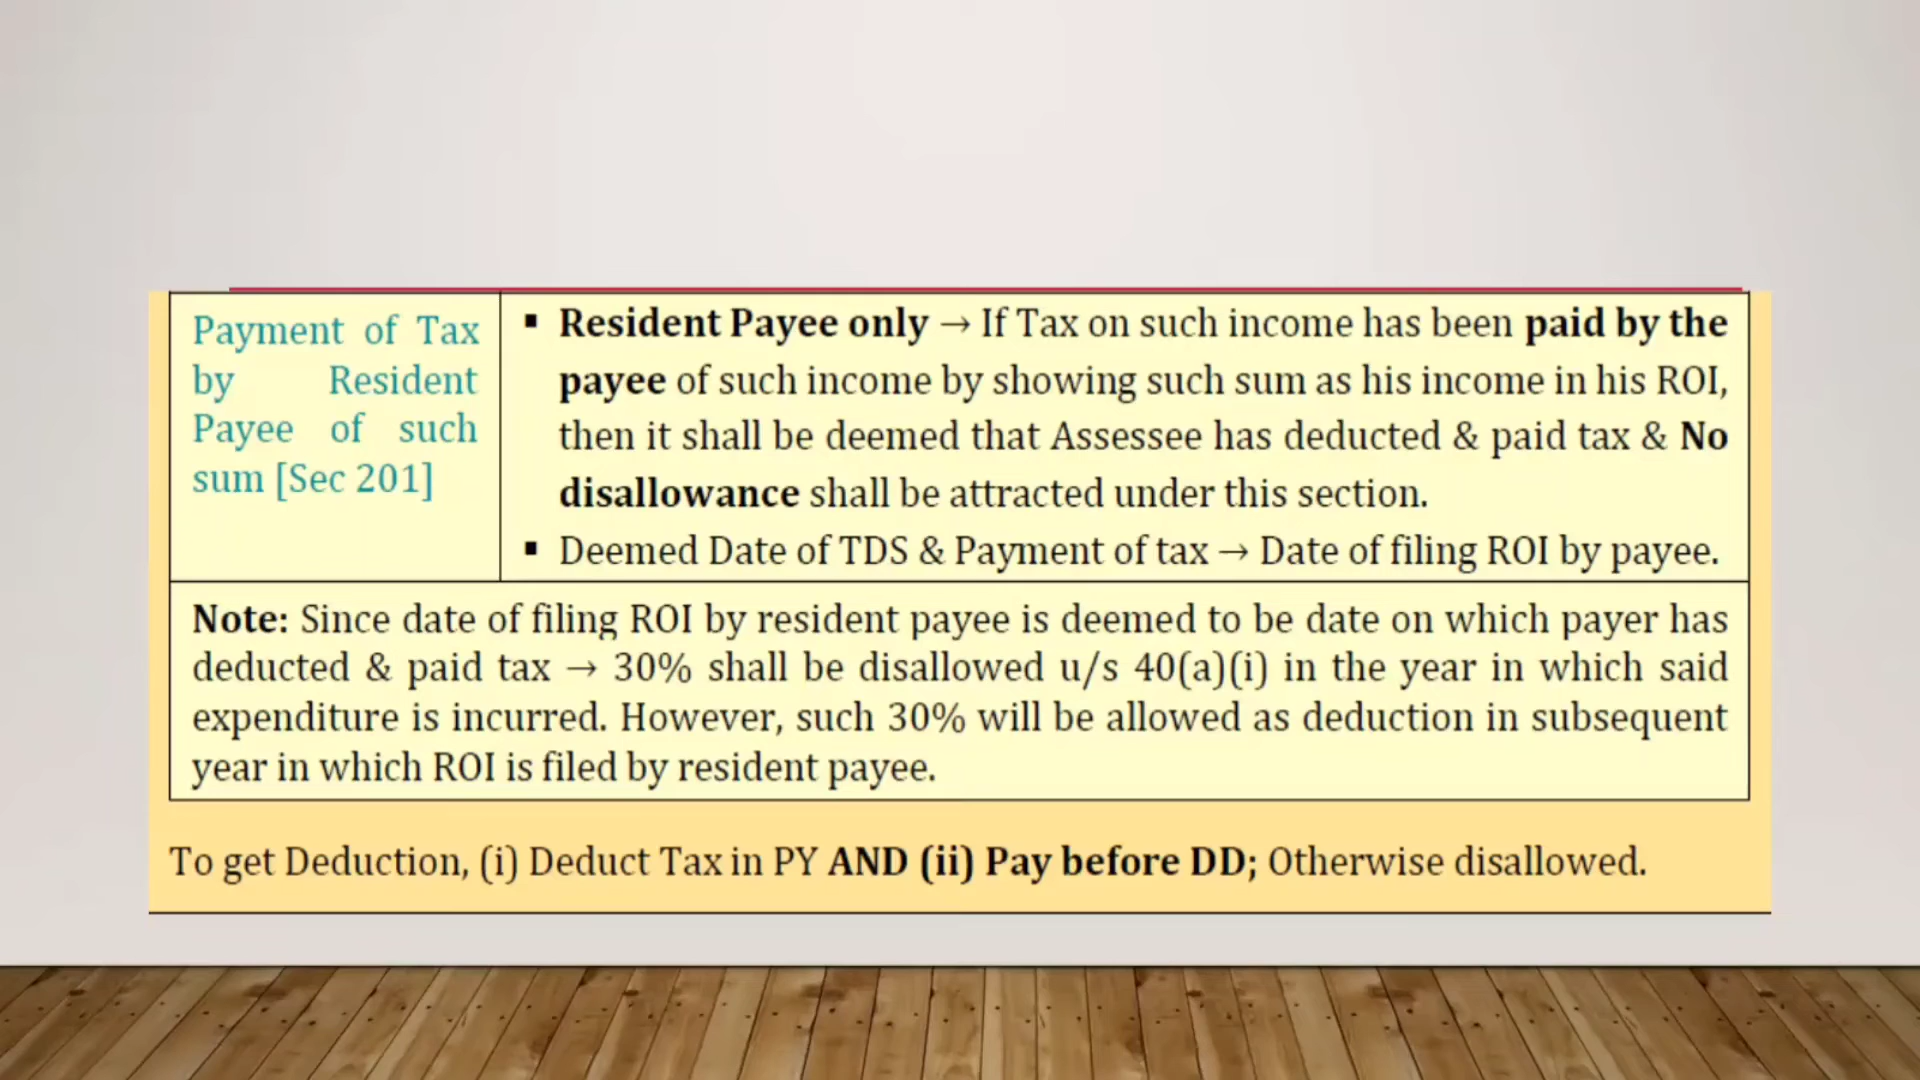 Payment of Tax
by Resident
Payee of such
sum [Sec 201]
▪ Resident Payee only → If Tax on such income has been paid by the
payee of such income by showing such sum as his income in his ROI,
then it shall be deemed that Assessee has deducted & paid tax & No
disallowance shall be attracted under this section.
▪ Deemed Date of TDS & Payment of tax → Date of filing ROI by payee.
Note: Since date of filing ROI by resident payee is deemed to be date on which payer has
deducted & paid tax → 30% shall be disallowed u/s 40(a)(i) in the year in which said
expenditure is incurred. However, such 30% will be allowed as deduction in subsequent
year in which ROI is filed by resident payee.
To get Deduction, (i) Deduct Tax in PY AND (ii) Pay before DD; Otherwise disallowed.